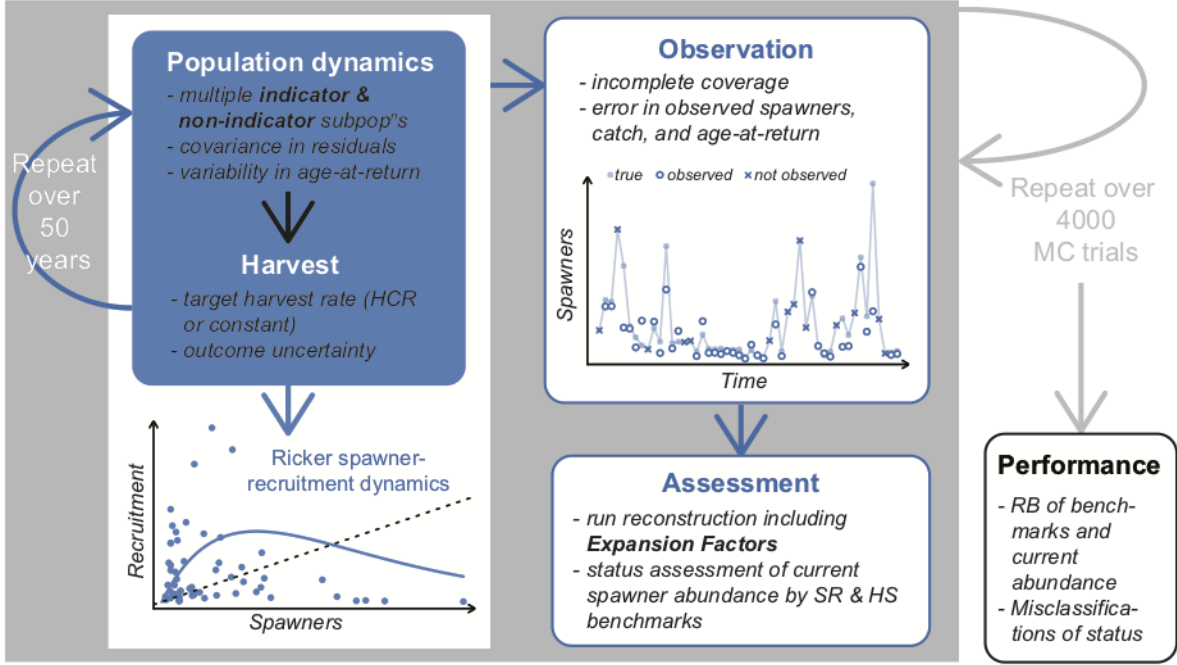 Population dynamics
- multiple indicator &
non-indicator subpop"s
- covariance in residuals
- variability in age-at-return
Repeat
over
50
years
Harvest
- target harvest rate (HCR
or constant)
- outcome uncertainty
Ricker spawner-
recruitment dynamics
Recruitment
Spawners
Observation
- incomplete coverage
- error in observed spawners,
catch, and age-at-return
true observed not observed
Spawners
Time
Assessment
- run reconstruction including
Expansion Factors
- status assessment of current
spawner abundance by SR & HS
benchmarks
Repeat over
4000
MC trials
Performance
- RB of bench-
marks and
current
abundance
- Misclassifica-
tions of status